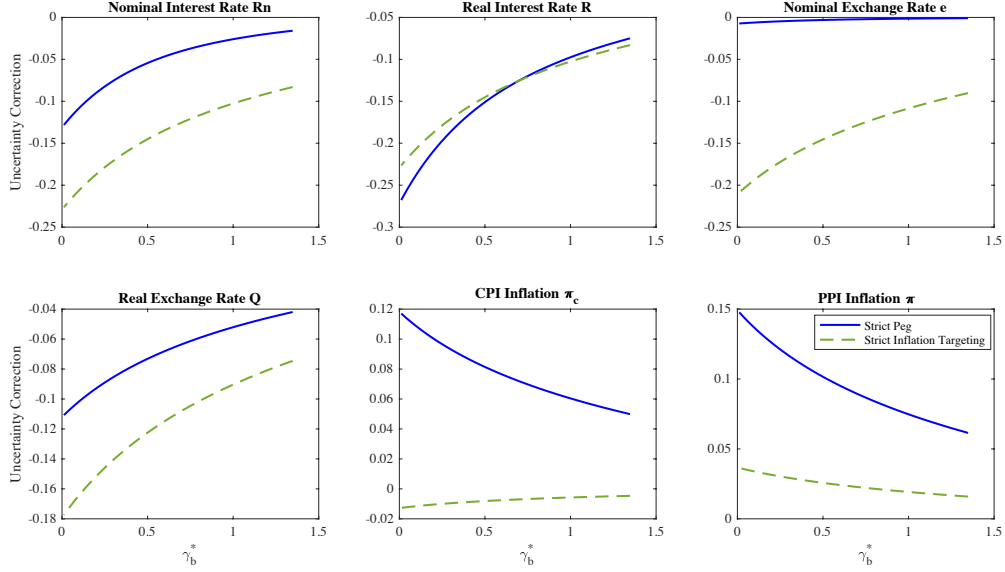 Nominal Interest Rate Rn
Real Interest Rate R
Nominal Exchange Rate e
Uncertainty Correction
0
-0.05
-0.1
-0.15
-0.2
-0.25
0 0.5 1 1.5
-0.05
-0.1
-0.15
-0.2
-0.25
-0.3
0 0.5 1 1.5
0
-0.05
-0.1
-0.15
-0.2
-0.25
0 0.5 1 1.5
Real Exchange Rate Q
CPI Inflation π_c
PPI Inflation π
Uncertainty Correction
-0.04
-0.06
-0.08
-0.1
-0.12
-0.14
-0.16
-0.18
0 0.5 1 1.5
γ_b^*
0.12
0.1
0.08
0.06
0.04
0.02
0
-0.02
0 0.5 1 1.5
γ_b^*
0.15
0.1
0.05
0
0 0.5 1 1.5
γ_b^*
Strict Peg
Strict Inflation Targeting